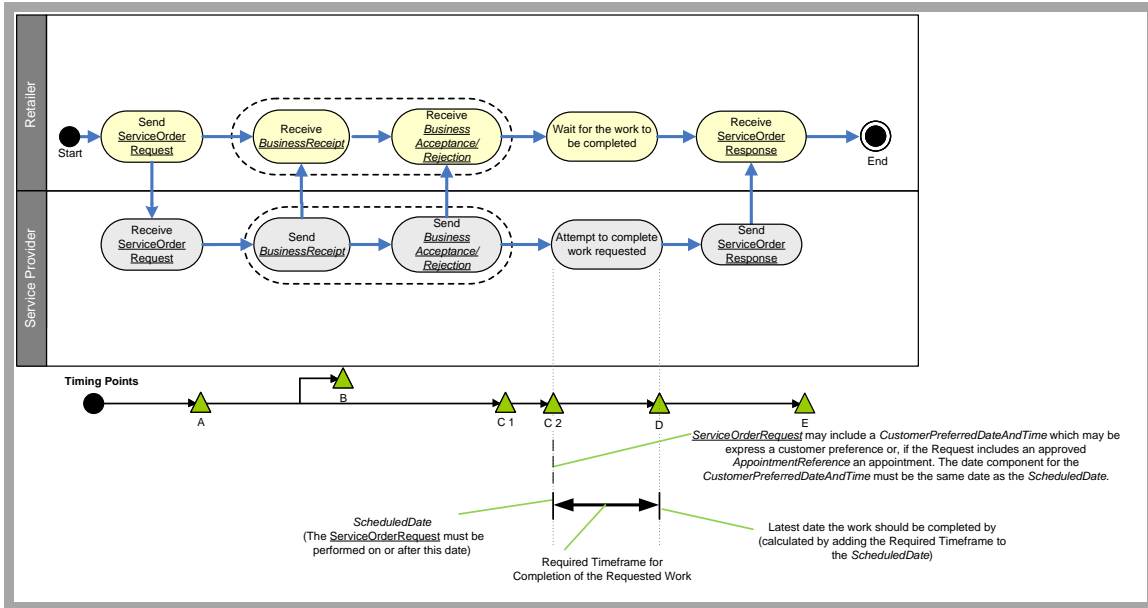 Retailer
Start
Send
ServiceOrder
Request
Receive
BusinessReceipt
Receive
Business
Acceptance/
Rejection
Wait for the work to
be completed
Receive
ServiceOrder
Response
End
Service Provider
Receive
ServiceOrder
Request
Send
BusinessReceipt
Send
Business
Acceptance/
Rejection
Attempt to complete
work requested
Send
ServiceOrder
Response
Timing Points
A
B
C 1
C 2
D
E
ServiceOrderRequest may include a CustomerPreferredDateAndTime which may be
express a customer preference or, if the Request includes an approved
AppointmentReference an appointment. The date component for the
CustomerPreferredDateAndTime must be the same date as the ScheduledDate.
ScheduledDate
(The ServiceOrderRequest must be
performed on or after this date)
Required Timeframe for
Completion of the Requested Work
Latest date the work should be completed by
(calculated by adding the Required Timeframe to
the ScheduledDate)